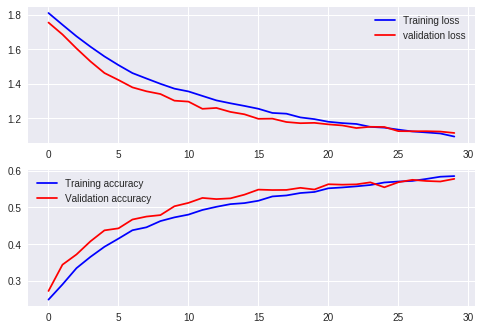 1.8
1.6
1.4
1.2
Training loss
validation loss
0 5 10 15 20 25 30
0.6
0.5
0.4
0.3
Training accuracy
Validation accuracy
0 5 10 15 20 25 30